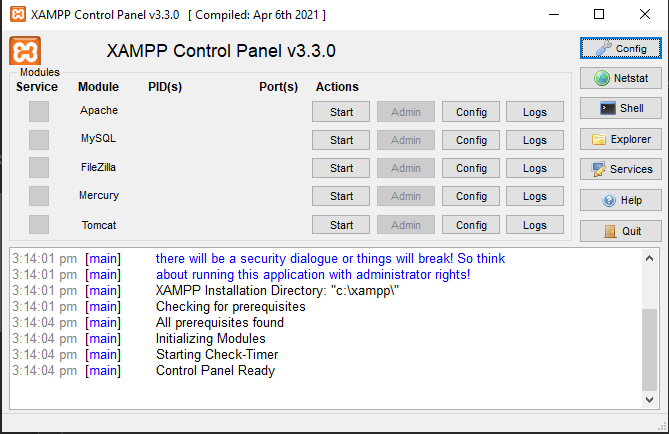 XAMPP Control Panel v3.3.0 [ Compiled: Apr 6th 2021 ]
XAMPP Control Panel v3.3.0
Config
Modules
Service Module PID(s) Port(s) Actions
Netstat
Apache Start Admin Config Logs
Shell
MySQL Start Admin Config Logs
Explorer
FileZilla Start Admin Config Logs
Services
Mercury Start Admin Config Logs
Help
Tomcat Start Admin Config Logs
Quit
3:14:01 pm [main] there will be a security dialogue or things will break! So think
3:14:01 pm [main] about running this application with administrator rights!
3:14:01 pm [main] XAMPP Installation Directory: "c:\xampp\"
3:14:01 pm [main] Checking for prerequisites
3:14:04 pm [main] All prerequisites found
3:14:04 pm [main] Initializing Modules
3:14:04 pm [main] Starting Check-Timer
3:14:04 pm [main] Control Panel Ready